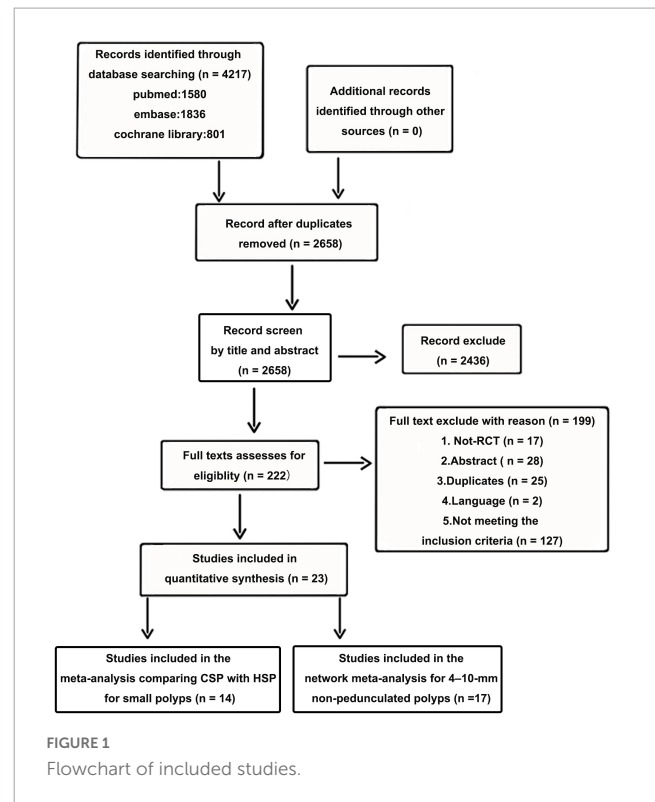 Records identified through
database searching (n = 4217)
pubmed:1580
embase:1836
cochrane library:801
Additional records
identified through other
sources (n = 0)
Record after duplicates
removed (n = 2658)
Record screen
by title and abstract
(n = 2658)
Record exclude
(n = 2436)
Full texts assesses for
eligiblity (n = 222)
Full text exclude with reason (n = 199)
1. Not-RCT (n = 17)
2.Abstract ( n = 28)
3.Duplicates (n = 25)
4.Language (n = 2)
5.Not meeting the
inclusion criteria (n = 127)
Studies included in
quantitative synthesis (n = 23)
Studies included in the
meta-analysis comparing CSP with HSP
for small polyps (n = 14)
Studies included in the
network meta-analysis for 4–10-mm
non-pedunculated polyps (n =17)
FIGURE 1
Flowchart of included studies.